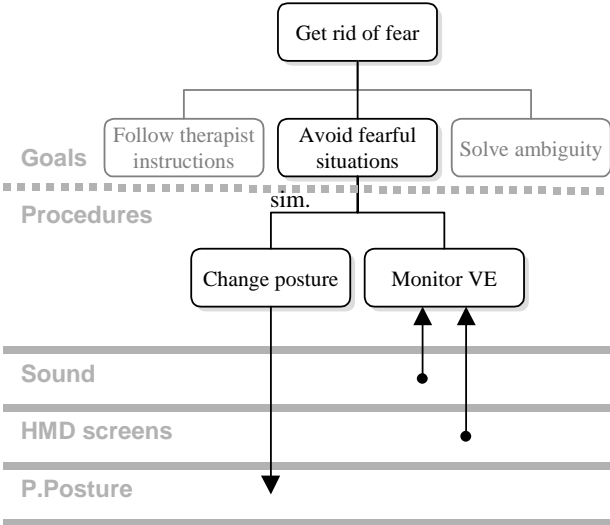 Get rid of fear
Follow therapist
instructions
Avoid fearful
situations
Solve ambiguity
Goals
Procedures
sim.
Change posture
Monitor VE
Sound
HMD screens
P.Posture